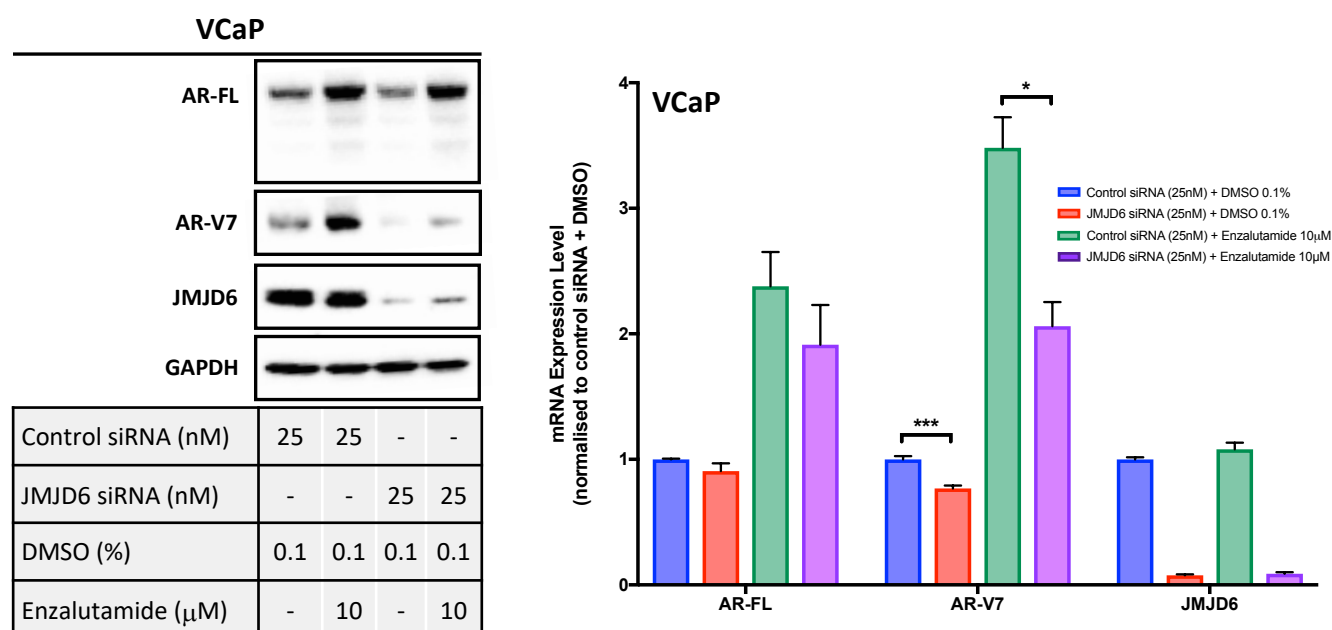 VCaP
AR-FL
AR-V7
JMJD6
GAPDH
Control siRNA (nM) 25 25 - -
JMJD6 siRNA (nM) - - 25 25
DMSO (%) 0.1 0.1 0.1 0.1
Enzalutamide (μM) - 10 - 10
VCaP
mRNA Expression Level
(normalised to control siRNA + DMSO)
4
3
2
1
0
***
*
Control siRNA (25nM) + DMSO 0.1%
JMJD6 siRNA (25nM) + DMSO 0.1%
Control siRNA (25nM) + Enzalutamide 10μM
JMJD6 siRNA (25nM) + Enzalutamide 10μM
AR-FL AR-V7 JMJD6